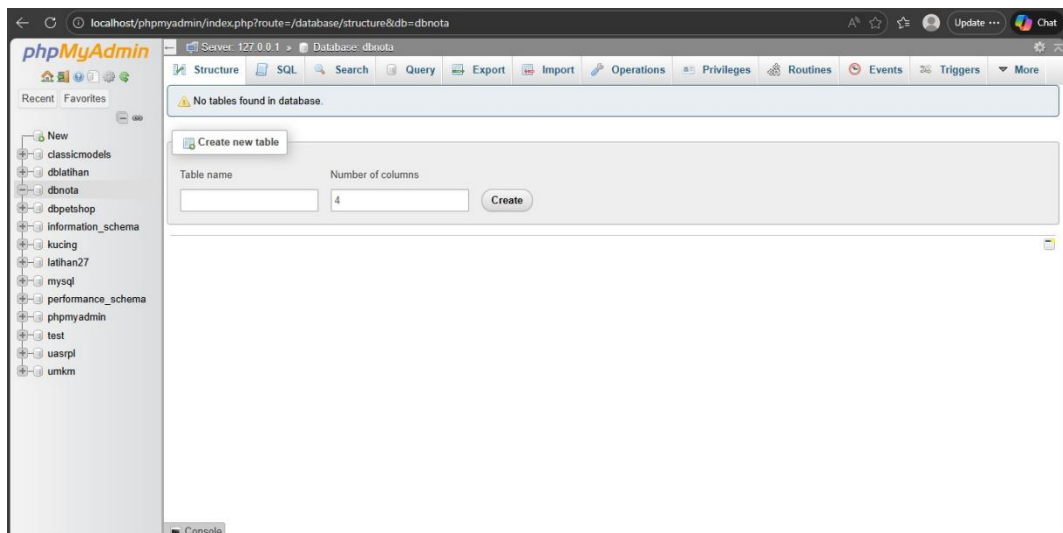 localhost/phpmyadmin/index.php?route=/database/structure&db=dbnota
Update
Chat
phpMyAdmin
Recent Favorites
New
classicmodels
dblatihan
dbnota
dbpetshop
information_schema
kucing
latihan27
mysql
performance_schema
phpmyadmin
test
uasrpl
umkm
Server: 127.0.0.1 » Database: dbnota
Structure SQL Search Query Export Import Operations Privileges Routines Events Triggers More
No tables found in database.
Create new table
Table name Number of columns
4 Create
Console